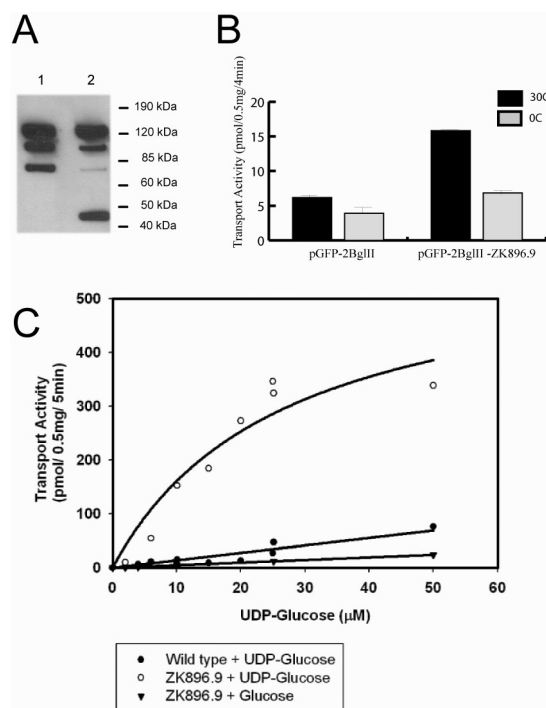 A
1 2
190 kDa
120 kDa
85 kDa
60 kDa
50 kDa
40 kDa
B
Transport Activity (pmol/0.5mg/4min)
20
15
10
5
0
pGFP-2BglII
pGFP-2BglII -ZK896.9
30C
0C
C
Transport Activity
(pmol/ 0.5mg/ 5min)
500
400
300
200
100
0
0 10 20 30 40 50 60
UDP-Glucose (μM)
Wild type + UDP-Glucose
ZK896.9 + UDP-Glucose
ZK896.9 + Glucose